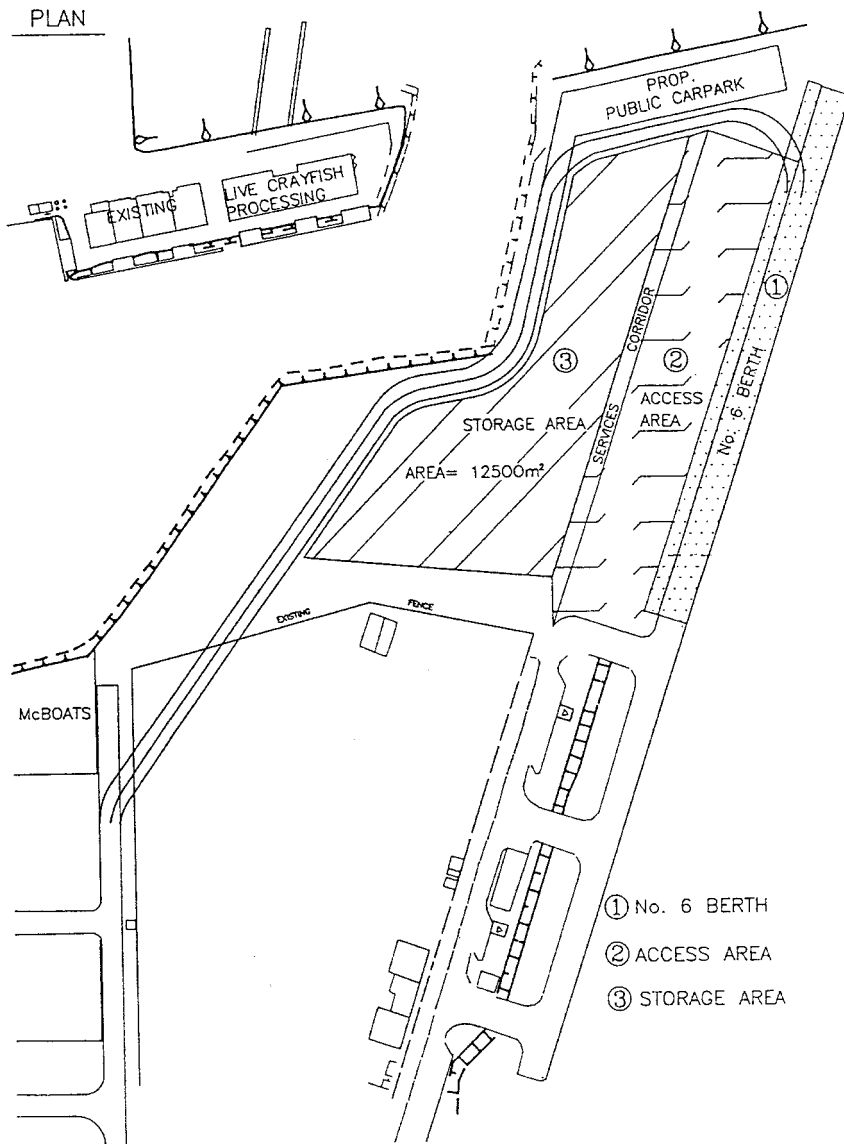 PLAN
PROP.
PUBLIC CARPARK
EXISTING
LIVE CRAYFISH
PROCESSING
①
③
②
CORRIDOR
SERVICES
STORAGE AREA
AREA= 12500m²
ACCESS
AREA
No. 6 BERTH
EXISTING
FENCE
McBOATS
① No. 6 BERTH
② ACCESS AREA
③ STORAGE AREA